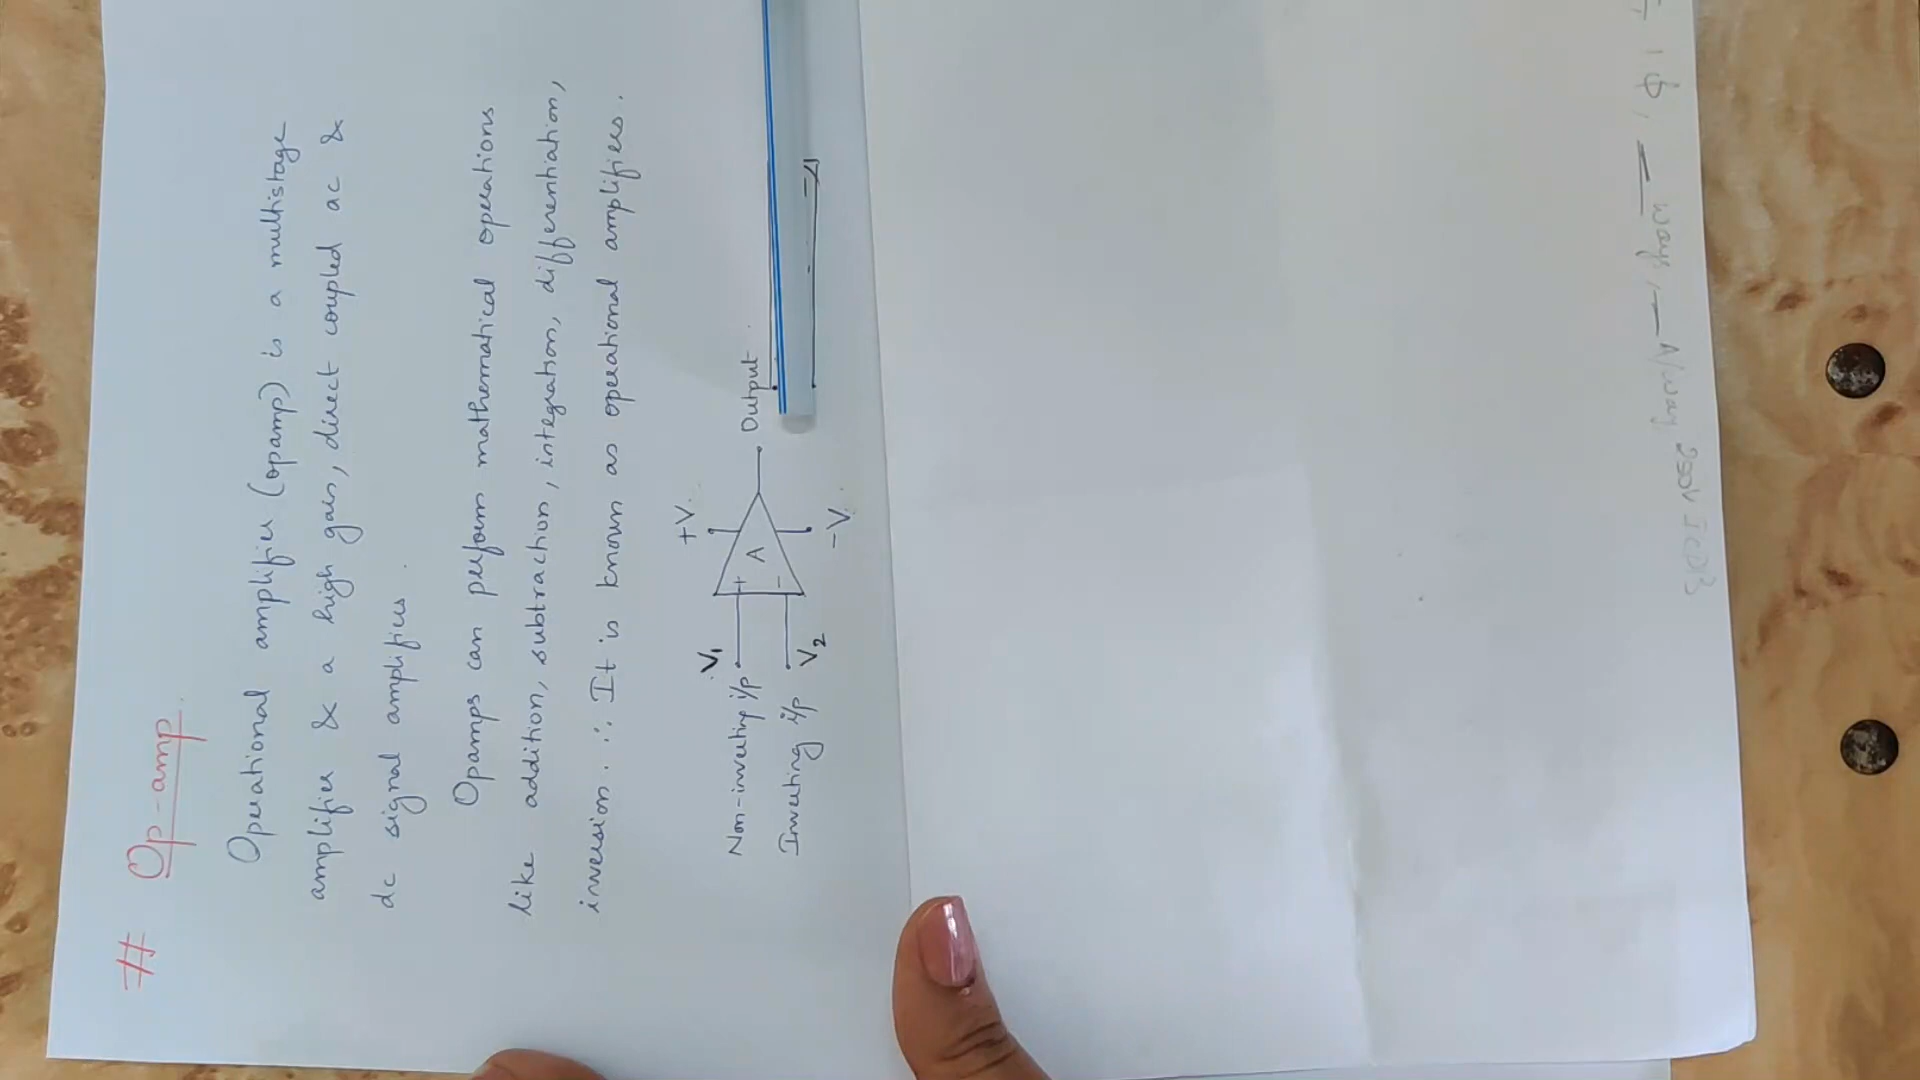 # Op-amp.
Operational amplifier (opamp) is a multistage
amplifier & a high gain, direct coupled ac &
dc signal amplifier.
Opamps can perform mathematical operations
like addition, subtraction, integration, differentiation,
inversion. ∴ It is known as operational amplifier.
+V
V1
Non-inverting i/p
+
A
Output
-
Inverting i/p
V2
-V